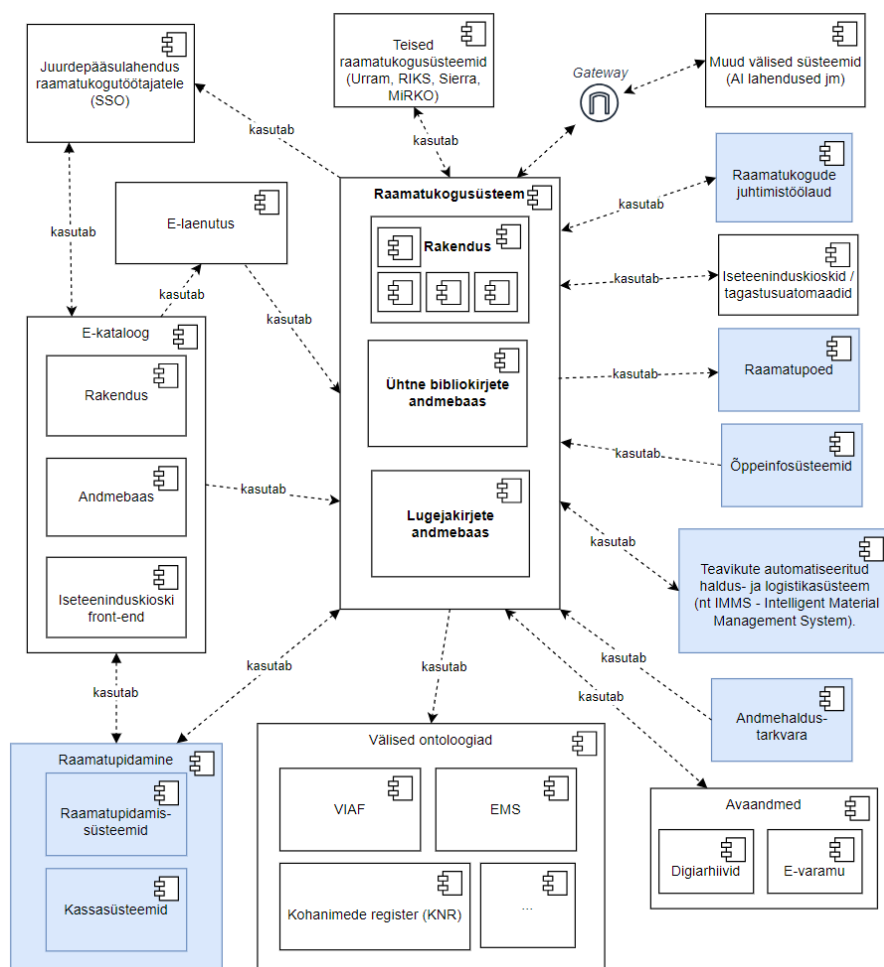 Juurdepääsulahendus
raamatukogutöötajatele
(SSO)
Teised
raamatukogusüsteemid
(Urram, RIKS, Sierra,
MiRKO)
Gateway
Muud välised süsteemid
(AI lahendused jm)
kasutab
kasutab
Raamatukogude
juhtimistöölaud
E-laenutus
Raamatukogusüsteem
Rakendus
kasutab
kasutab
Iseteeninduskioskid /
tagastusuatomaadid
kasutab
kasutab
kasutab
E-kataloog
Rakendus
Ühtne bibliokirjete
andmebaas
kasutab
Raamatupoed
Õppeinfosüsteemid
kasutab
Andmebaas
kasutab
Lugejakirjete
andmebaas
kasutab
Teavikute automatiseeritud
haldus- ja logistikasüsteem
(nt IMMS - Intelligent Material
Management System).
Iseteeninduskioski
front-end
kasutab
kasutab
kasutab
kasutab
kasutab
Andmehaldus-
tarkvara
Raamatupidamine
Raamatupidamis-
süsteemid
Kassasüsteemid
Välised ontoloogiad
VIAF
EMS
Kohanimede register (KNR)
...
Avaandmed
Digiarhiivid
E-varamu